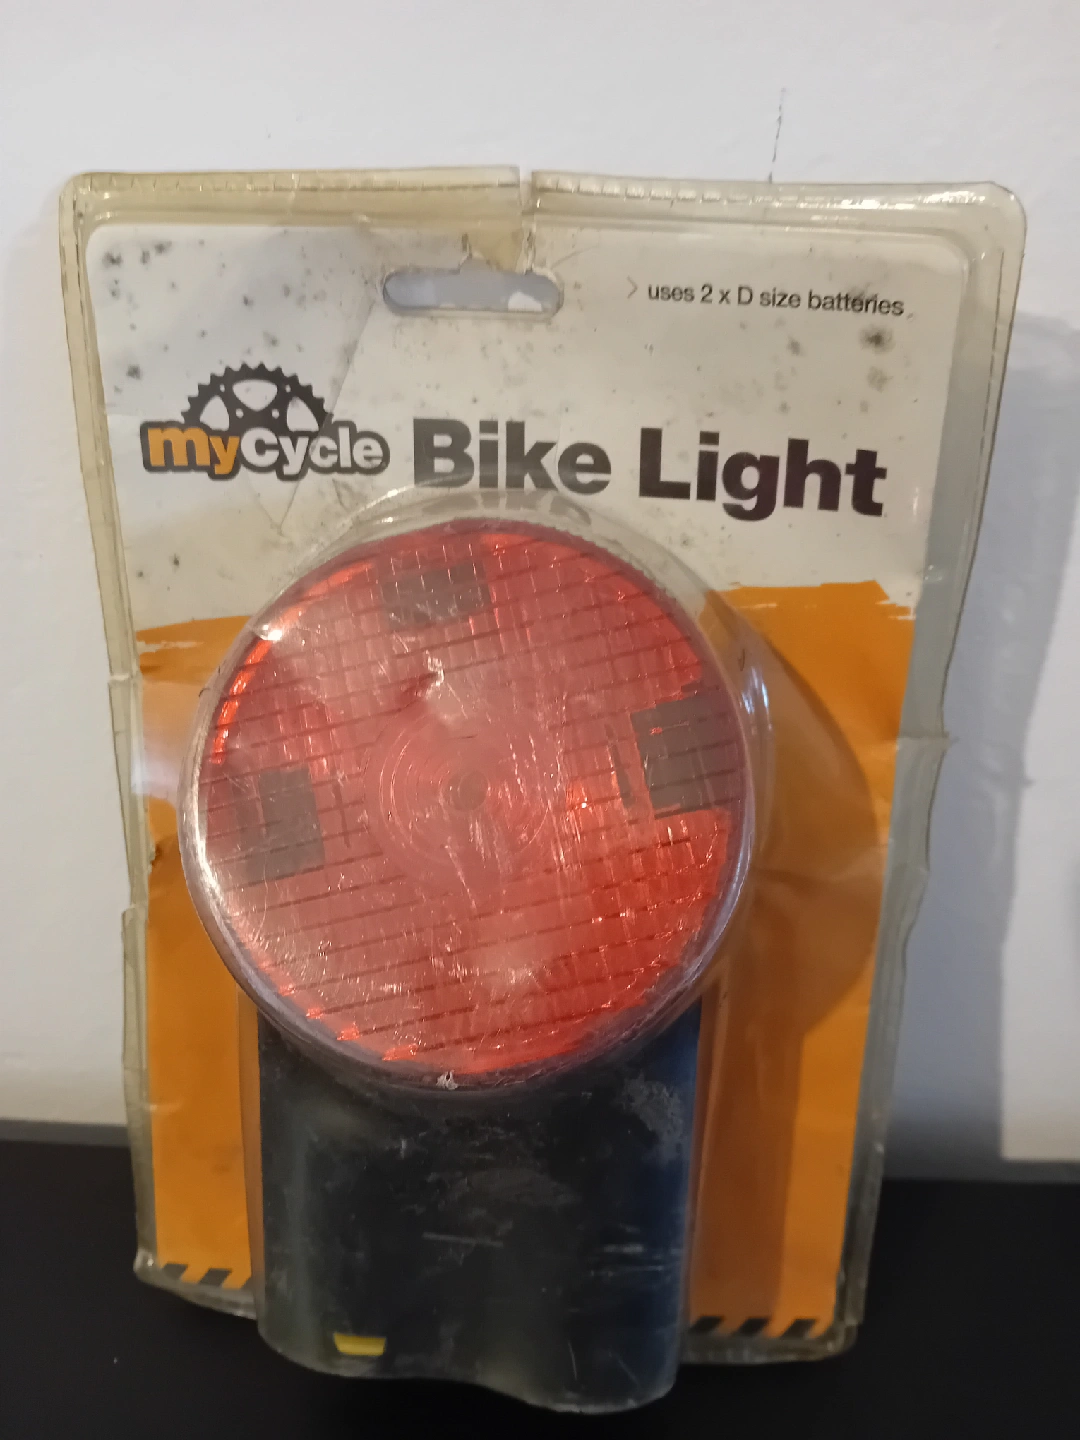 uses 2 x D size batteries
myCycle Bike Light